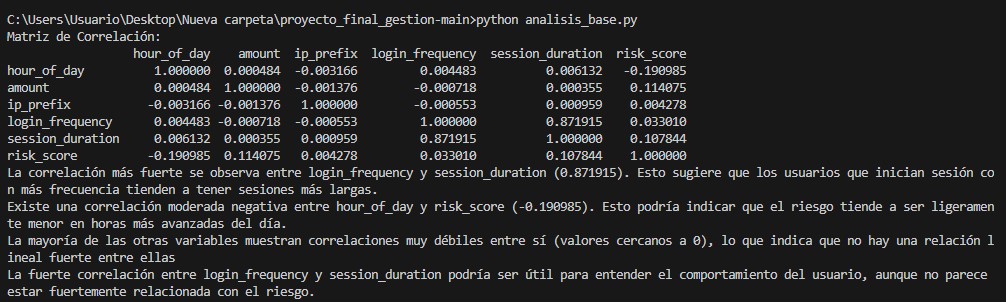 C:\Users\Usuario\Desktop\Nueva carpeta\proyecto_final_gestion-main>python analisis_base.py
Matriz de Correlación:
                  hour_of_day    amount  ip_prefix  login_frequency  session_duration  risk_score
hour_of_day          1.000000  0.000484  -0.003166         0.004483          0.006132   -0.190985
amount               0.000484  1.000000  -0.001376        -0.000718          0.000355    0.114075
ip_prefix           -0.003166 -0.001376   1.000000        -0.000553          0.000959    0.004278
login_frequency      0.004483 -0.000718  -0.000553         1.000000          0.871915    0.033010
session_duration     0.006132  0.000355   0.000959         0.871915          1.000000    0.107844
risk_score          -0.190985  0.114075   0.004278         0.033010          0.107844    1.000000
La correlación más fuerte se observa entre login_frequency y session_duration (0.871915). Esto sugiere que los usuarios que inician sesión co
n más frecuencia tienden a tener sesiones más largas.
Existe una correlación moderada negativa entre hour_of_day y risk_score (-0.190985). Esto podría indicar que el riesgo tiende a ser ligeramen
te menor en horas más avanzadas del día.
La mayoría de las otras variables muestran correlaciones muy débiles entre sí (valores cercanos a 0), lo que indica que no hay una relación l
ineal fuerte entre ellas
La fuerte correlación entre login_frequency y session_duration podría ser útil para entender el comportamiento del usuario, aunque no parece
estar fuertemente relacionada con el riesgo.